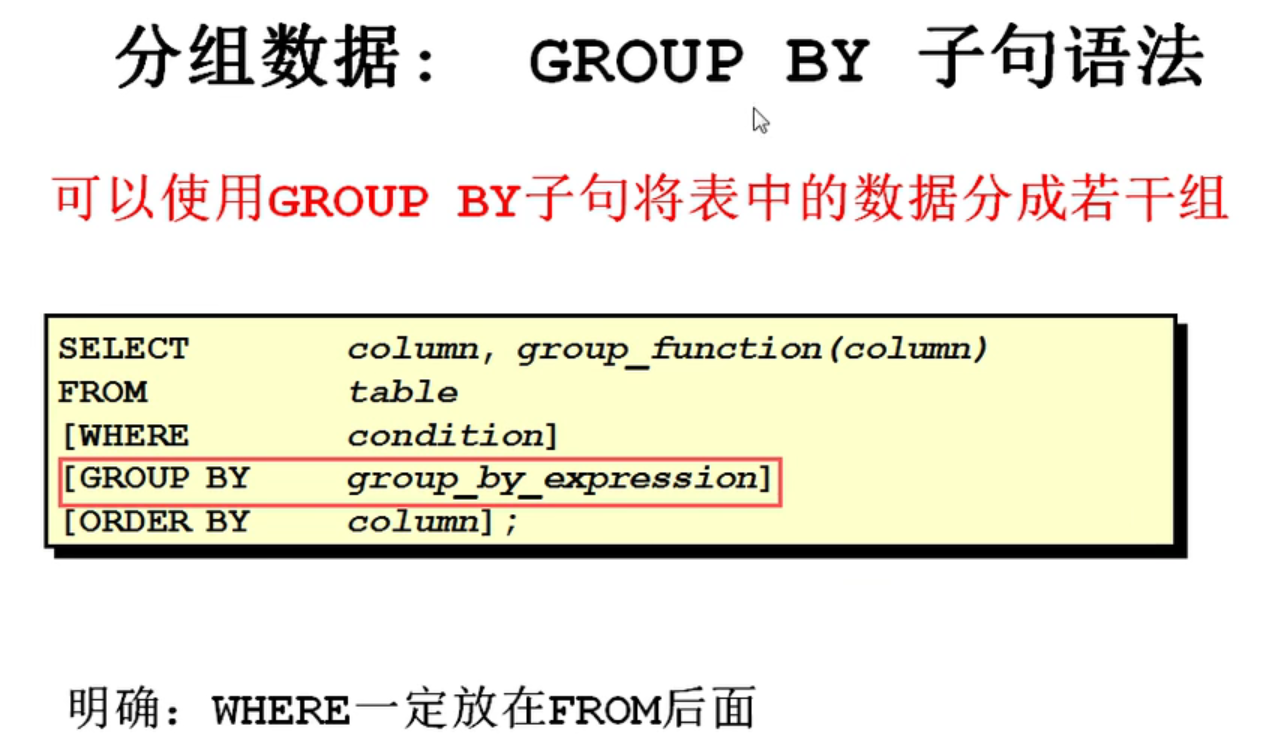 分组数据: GROUP BY 子句语法
可以使用GROUP BY子句将表中的数据分成若干组
SELECT column, group_function(column)
FROM table
[WHERE condition]
[GROUP BY group_by_expression]
[ORDER BY column];
明确: WHERE一定放在FROM后面